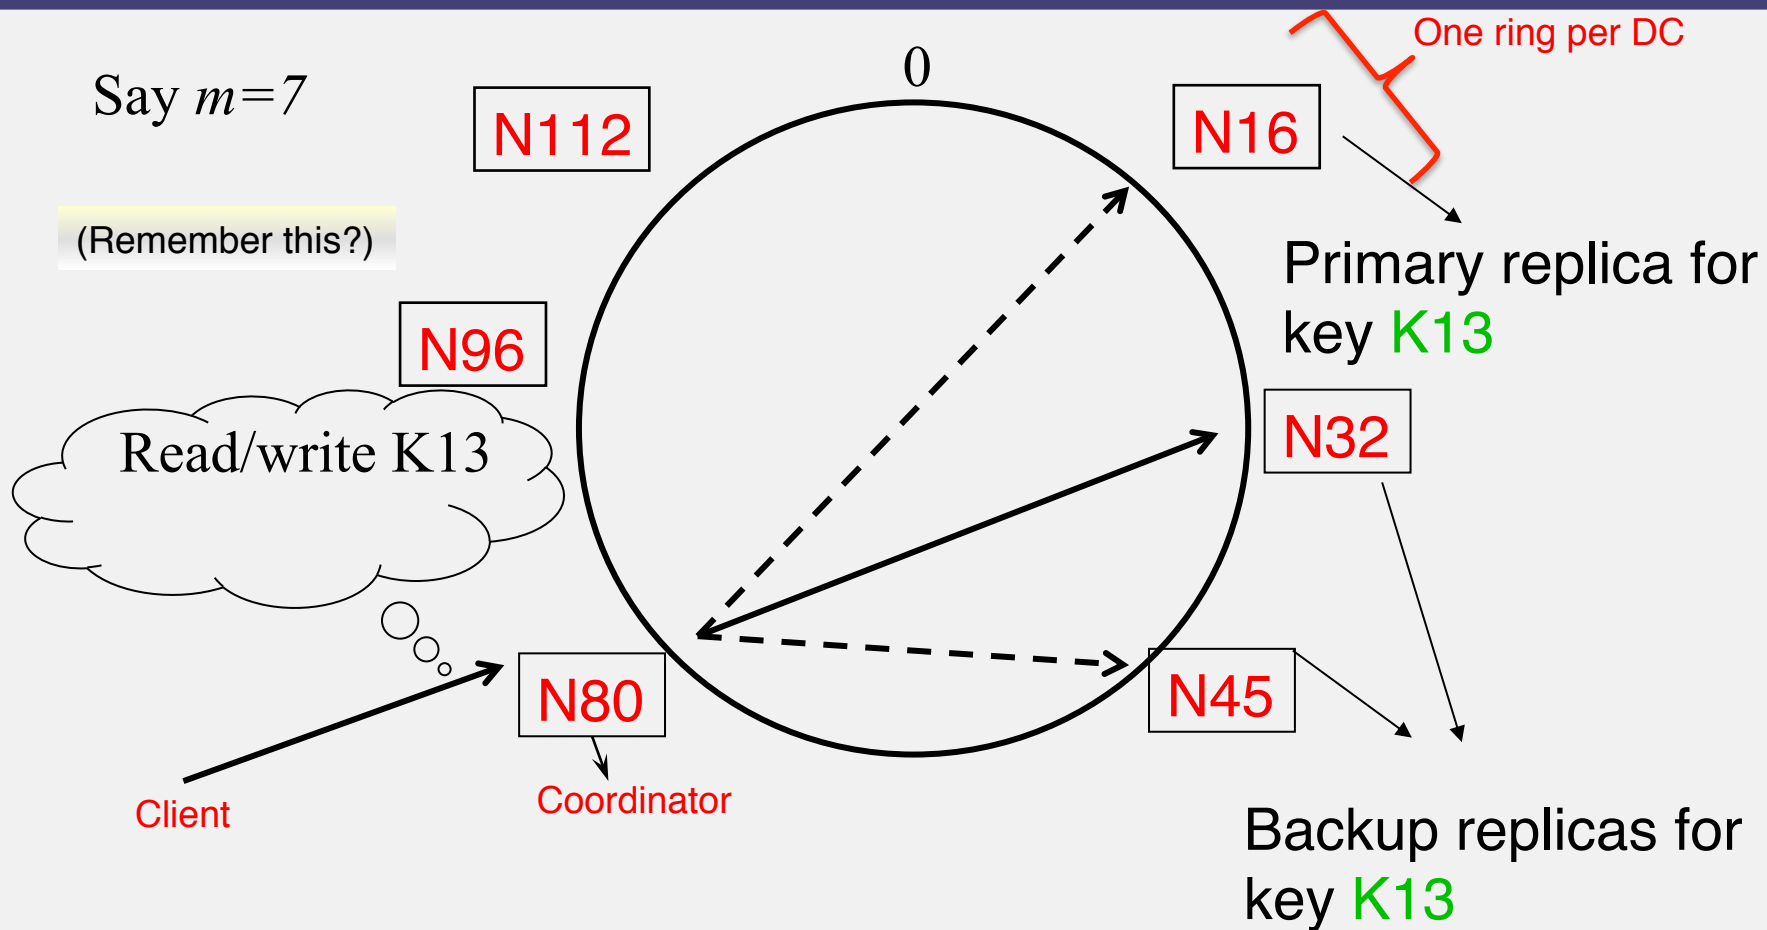 One ring per DC
Say m=7
0
N112
N16
(Remember this?)
Primary replica for
key K13
N96
N32
Read/write K13
N80
N45
Client
Coordinator
Backup replicas for
key K13